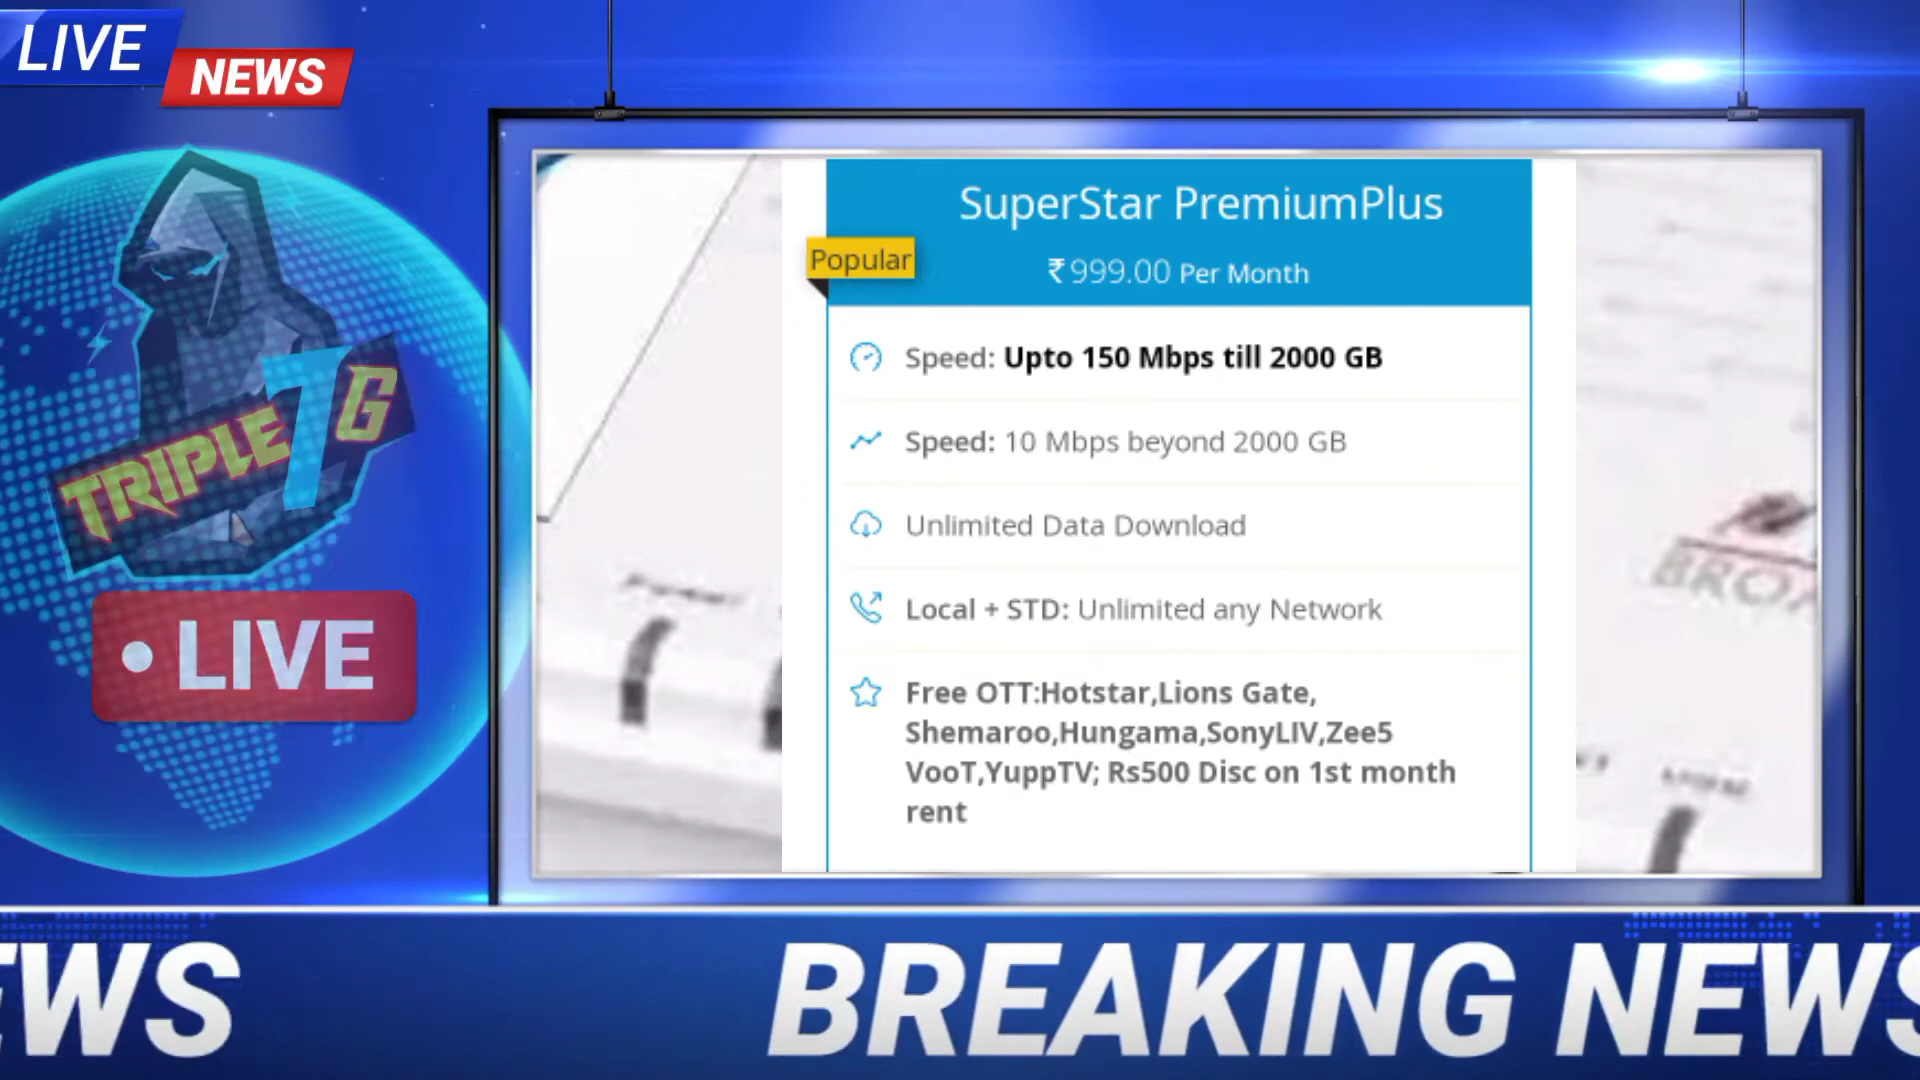 LIVE
NEWS
TRIPLE 7 G
• LIVE
SuperStar PremiumPlus
Popular
₹ 999.00 Per Month
Speed: Upto 150 Mbps till 2000 GB
Speed: 10 Mbps beyond 2000 GB
Unlimited Data Download
Local + STD: Unlimited any Network
Free OTT:Hotstar,Lions Gate,
Shemaroo,Hungama,SonyLIV,Zee5
VooT,YuppTV; Rs500 Disc on 1st month
rent
EWS BREAKING NEWS